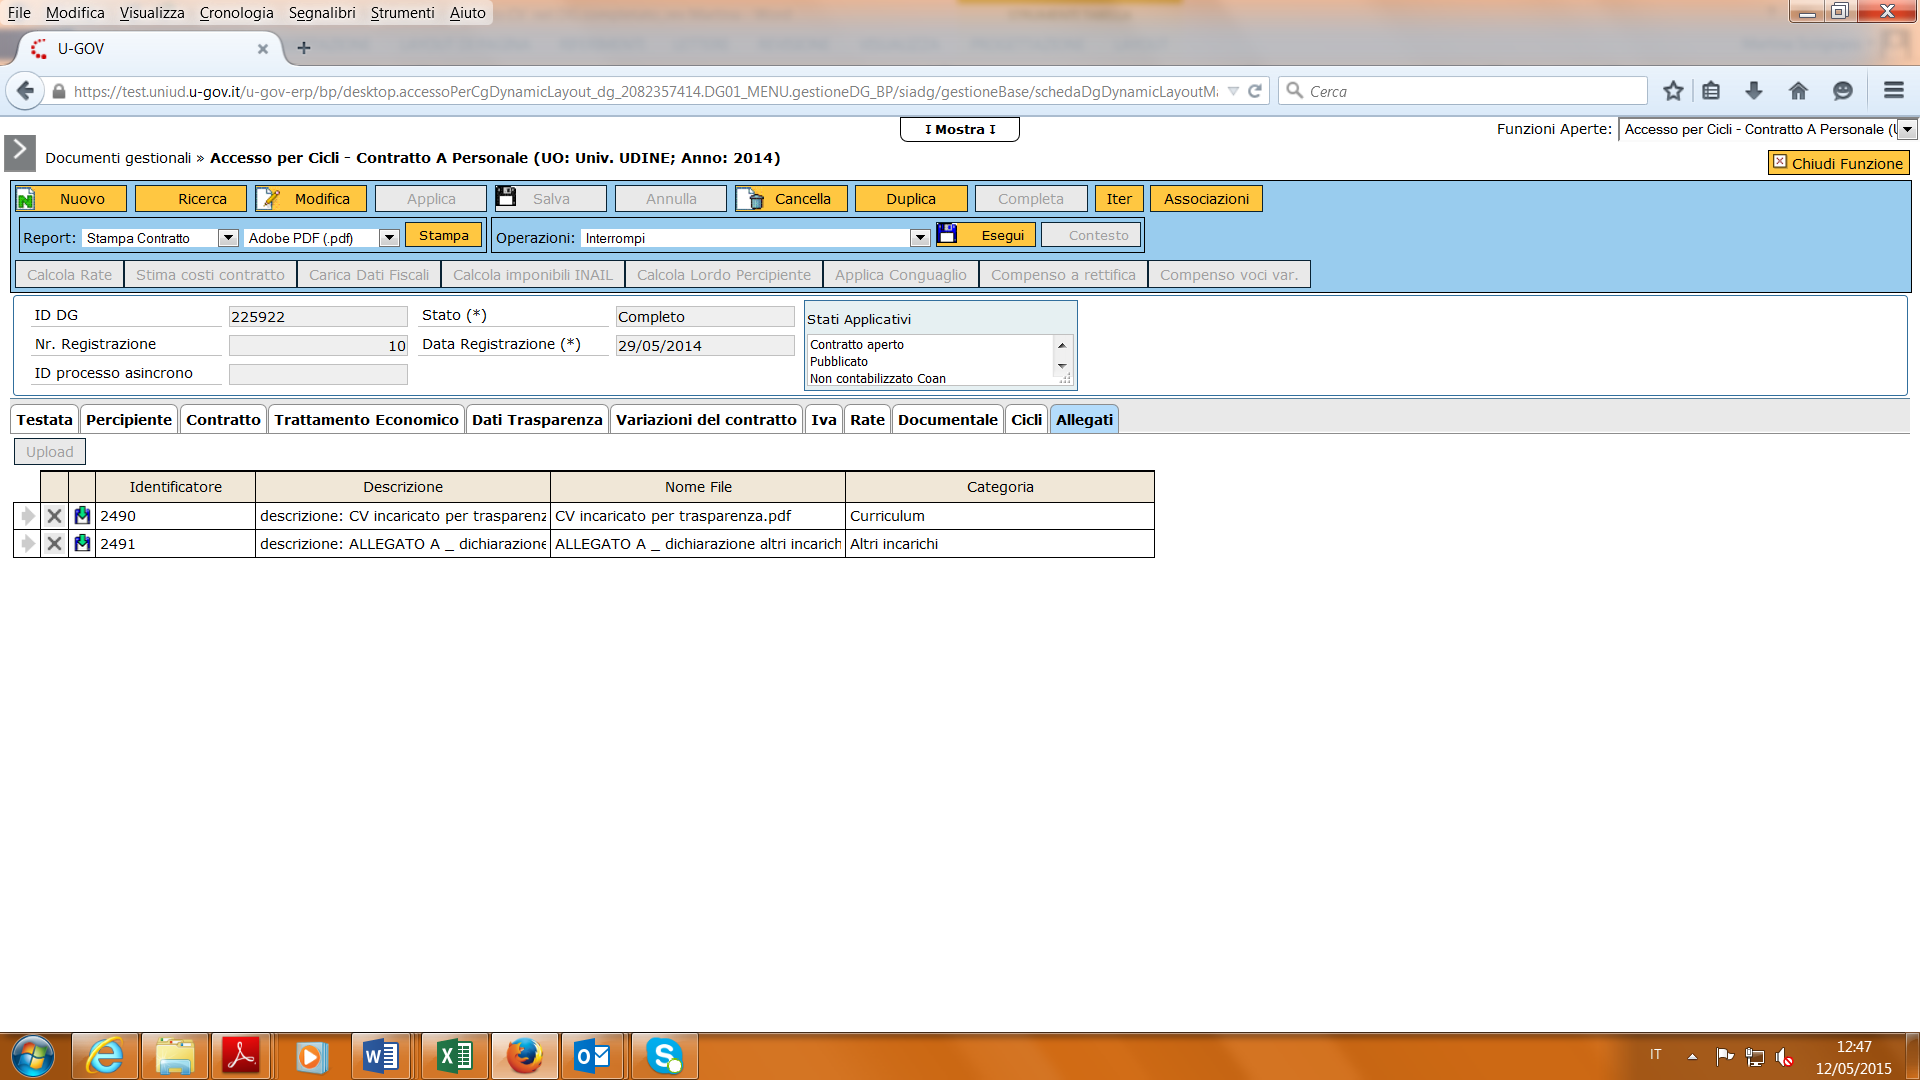 File Modifica Visualizza Cronologia Segnalibri Strumenti Aiuto
U-GOV
https://test.uniud.u-gov.it/u-gov-erp/bp/desktop.accessoPerCgDynamicLayout_dg_2082357414.DG01_MENU.gestioneDG_BP/siadg/gestioneBase/schedaDgDynamicLayoutMa
Cerca
Mostra
Funzioni Aperte: Accesso per Cicli - Contratto A Personale (U
Documenti gestionali » Accesso per Cicli - Contratto A Personale (UO: Univ. UDINE; Anno: 2014)
Chiudi Funzione
Nuovo Ricerca Modifica Applica Salva Annulla Cancella Duplica Completa Iter Associazioni
Report: Stampa Contratto Adobe PDF (.pdf) Stampa Operazioni: Interrompi Esegui Contesto
Calcola Rate Stima costi contratto Carica Dati Fiscali Calcola imponibili INAIL Calcola Lordo Percipiente Applica Conguaglio Compenso a rettifica Compenso voci var.
ID DG 225922 Stato (*) Completo
Nr. Registrazione 10 Data Registrazione (*) 29/05/2014
ID processo asincrono
Stati Applicativi
Contratto aperto
Pubblicato
Non contabilizzato Coan
Testata Percipiente Contratto Trattamento Economico Dati Trasparenza Variazioni del contratto Iva Rate Documentale Cicli Allegati
Upload
Identificatore Descrizione Nome File Categoria
2490 descrizione: CV incaricato per trasparenz CV incaricato per trasparenza.pdf Curriculum
2491 descrizione: ALLEGATO A _ dichiarazione ALLEGATO A _ dichiarazione altri incarich Altri incarichi
IT
12:47
12/05/2015